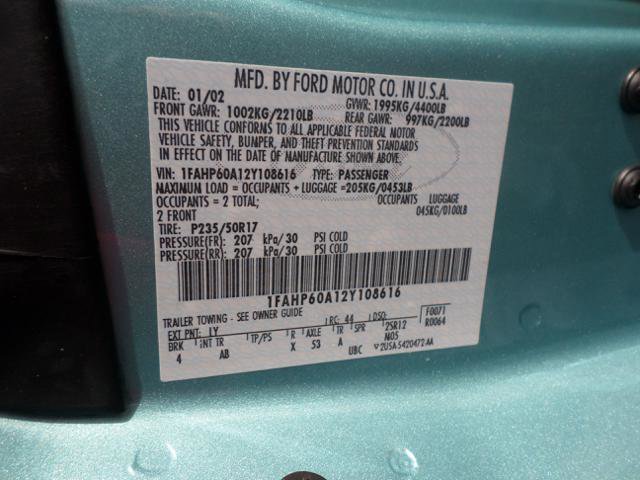 MFD. BY FORD MOTOR CO. IN U.S.A.
DATE: 01/02 GVWR: 1995KG/4400LB
FRONT GAWR: 1002KG/2210LB REAR GAWR: 997KG/2200LB
THIS VEHICLE CONFORMS TO ALL APPLICABLE FEDERAL MOTOR
VEHICLE SAFETY, BUMPER, AND THEFT PREVENTION STANDARDS
IN EFFECT ON THE DATE OF MANUFACTURE SHOWN ABOVE.
VIN: 1FAHP60A12Y108616 TYPE: PASSENGER
MAXIMUM LOAD = OCCUPANTS + LUGGAGE =205KG/0453LB
OCCUPANTS = 2 TOTAL; OCCUPANTS LUGGAGE
2 FRONT 045KG/0100LB
TIRE: P235/50R17
PRESSURE(FR): 207 kPa/30 PSI COLD
PRESSURE(RR): 207 kPa/30 PSI COLD
1FAHP60A12Y108616
TRAILER TOWING - SEE OWNER GUIDE F0071
EXT PNT: LY RC: 44 DSO: R0064
BRK INT TR TP/PS R AXLE TR SPR 2SR12
4 AB X 53 A UBC M05
2U5A-5420472 AA